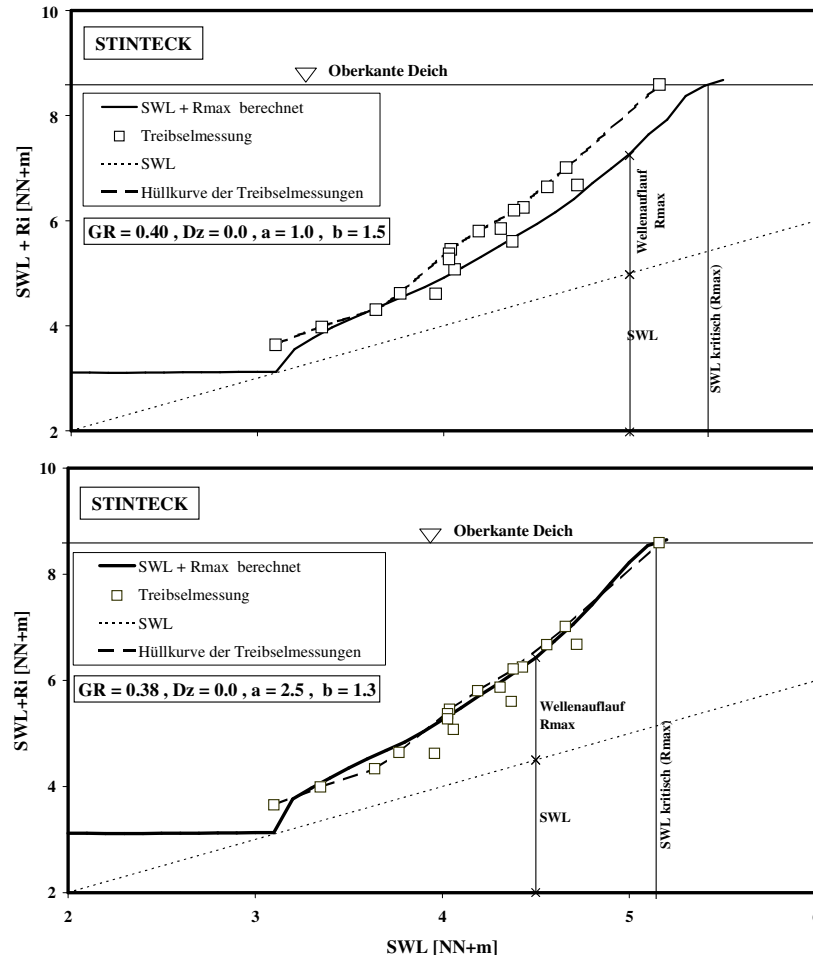 10
STINTECK
Oberkante Deich
8
SWL + Rmax berechnet
Treibselmessung
SWL
Hüllkurve der Treibselmessungen
GR = 0.40 , Dz = 0.0 , a = 1.0 , b = 1.5
6
4
2
SWL + Ri [NN+m]
Wellenauflauf
Rmax
SWL
SWL kritisch (Rmax)
10
STINTECK
Oberkante Deich
8
SWL + Rmax berechnet
Treibselmessung
SWL
Hüllkurve der Treibselmessungen
GR = 0.38 , Dz = 0.0 , a = 2.5 , b = 1.3
6
4
2
SWL+Ri [NN+m]
Wellenauflauf
Rmax
SWL
SWL kritisch (Rmax)
2 3 4 5
SWL [NN+m]